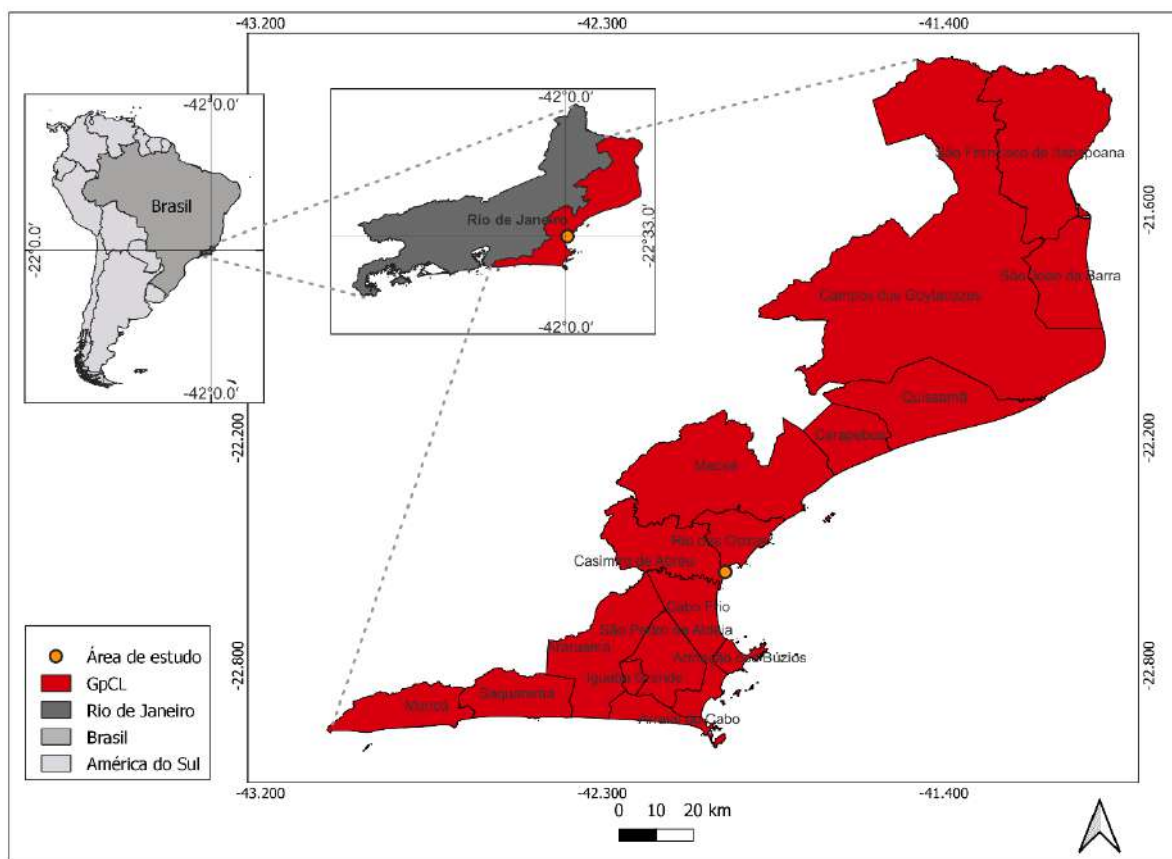 -43.200
-42.300
-41.400
-42°0.0'
Brasil
-22°0.0'
-42°0.0'
-42°0.0'
Rio de Janeiro
-22°33.0'
-42°0.0'
São Francisco de Itabapoana
-21.600
São João da Barra
Campos dos Goytacazes
Quissamã
Carapebus
-22.200
-22.200
Macaé
Rio das Ostras
Casimiro de Abreu
Cabo Frio
São Pedro da Aldeia
Araruama
Armação dos Búzios
Iguaba Grande
-22.800
-22.800
Saquarema
Maricá
Arraial do Cabo
Área de estudo
GpCL
Rio de Janeiro
Brasil
América do Sul
-43.200
-42.300
-41.400
0 10 20 km